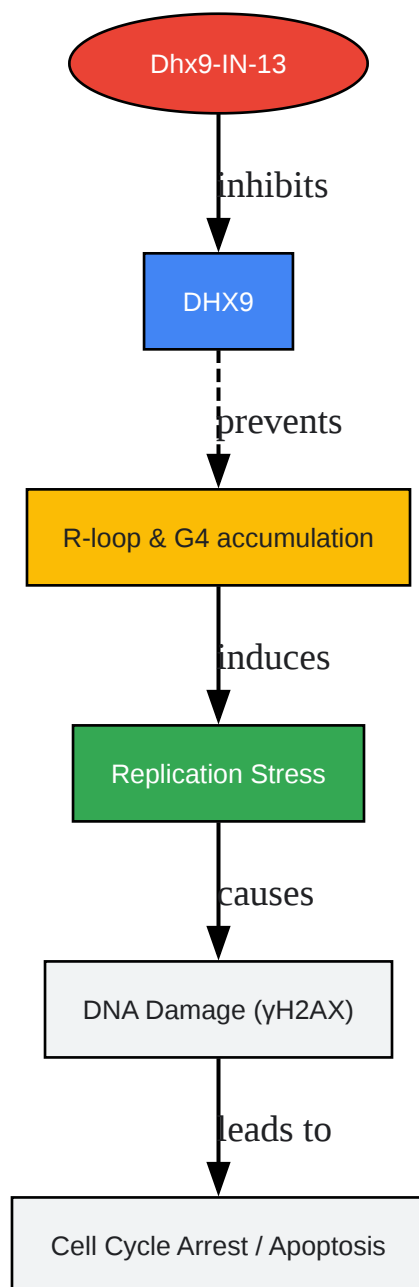 Dhx9-IN-13
inhibits
DHX9
prevents
R-loop & G4 accumulation
induces
Replication Stress
causes
DNA Damage (γH2AX)
leads to
Cell Cycle Arrest / Apoptosis